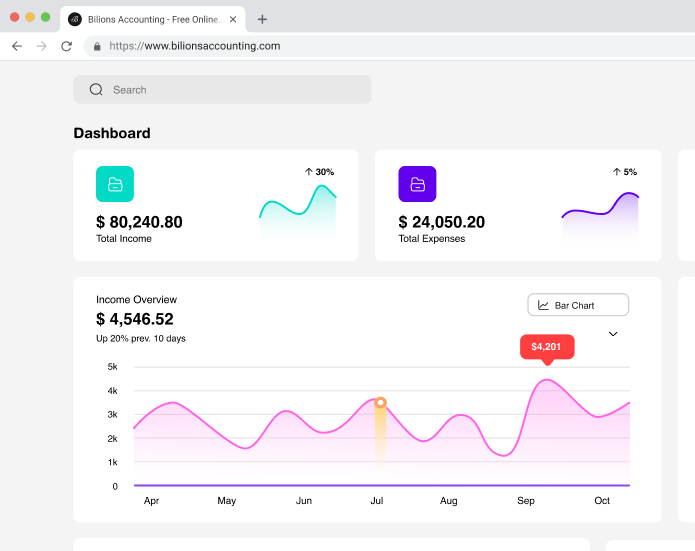 Bilions Accounting - Free Online..
https://www.bilionsaccounting.com
Search
Dashboard
↑ 30%
$ 80,240.80
Total Income
↑ 5%
$ 24,050.20
Total Expenses
Income Overview
$ 4,546.52
Up 20% prev. 10 days
Bar Chart
$4,201
5k
4k
3k
2k
1k
0
Apr May Jun Jul Aug Sep Oct